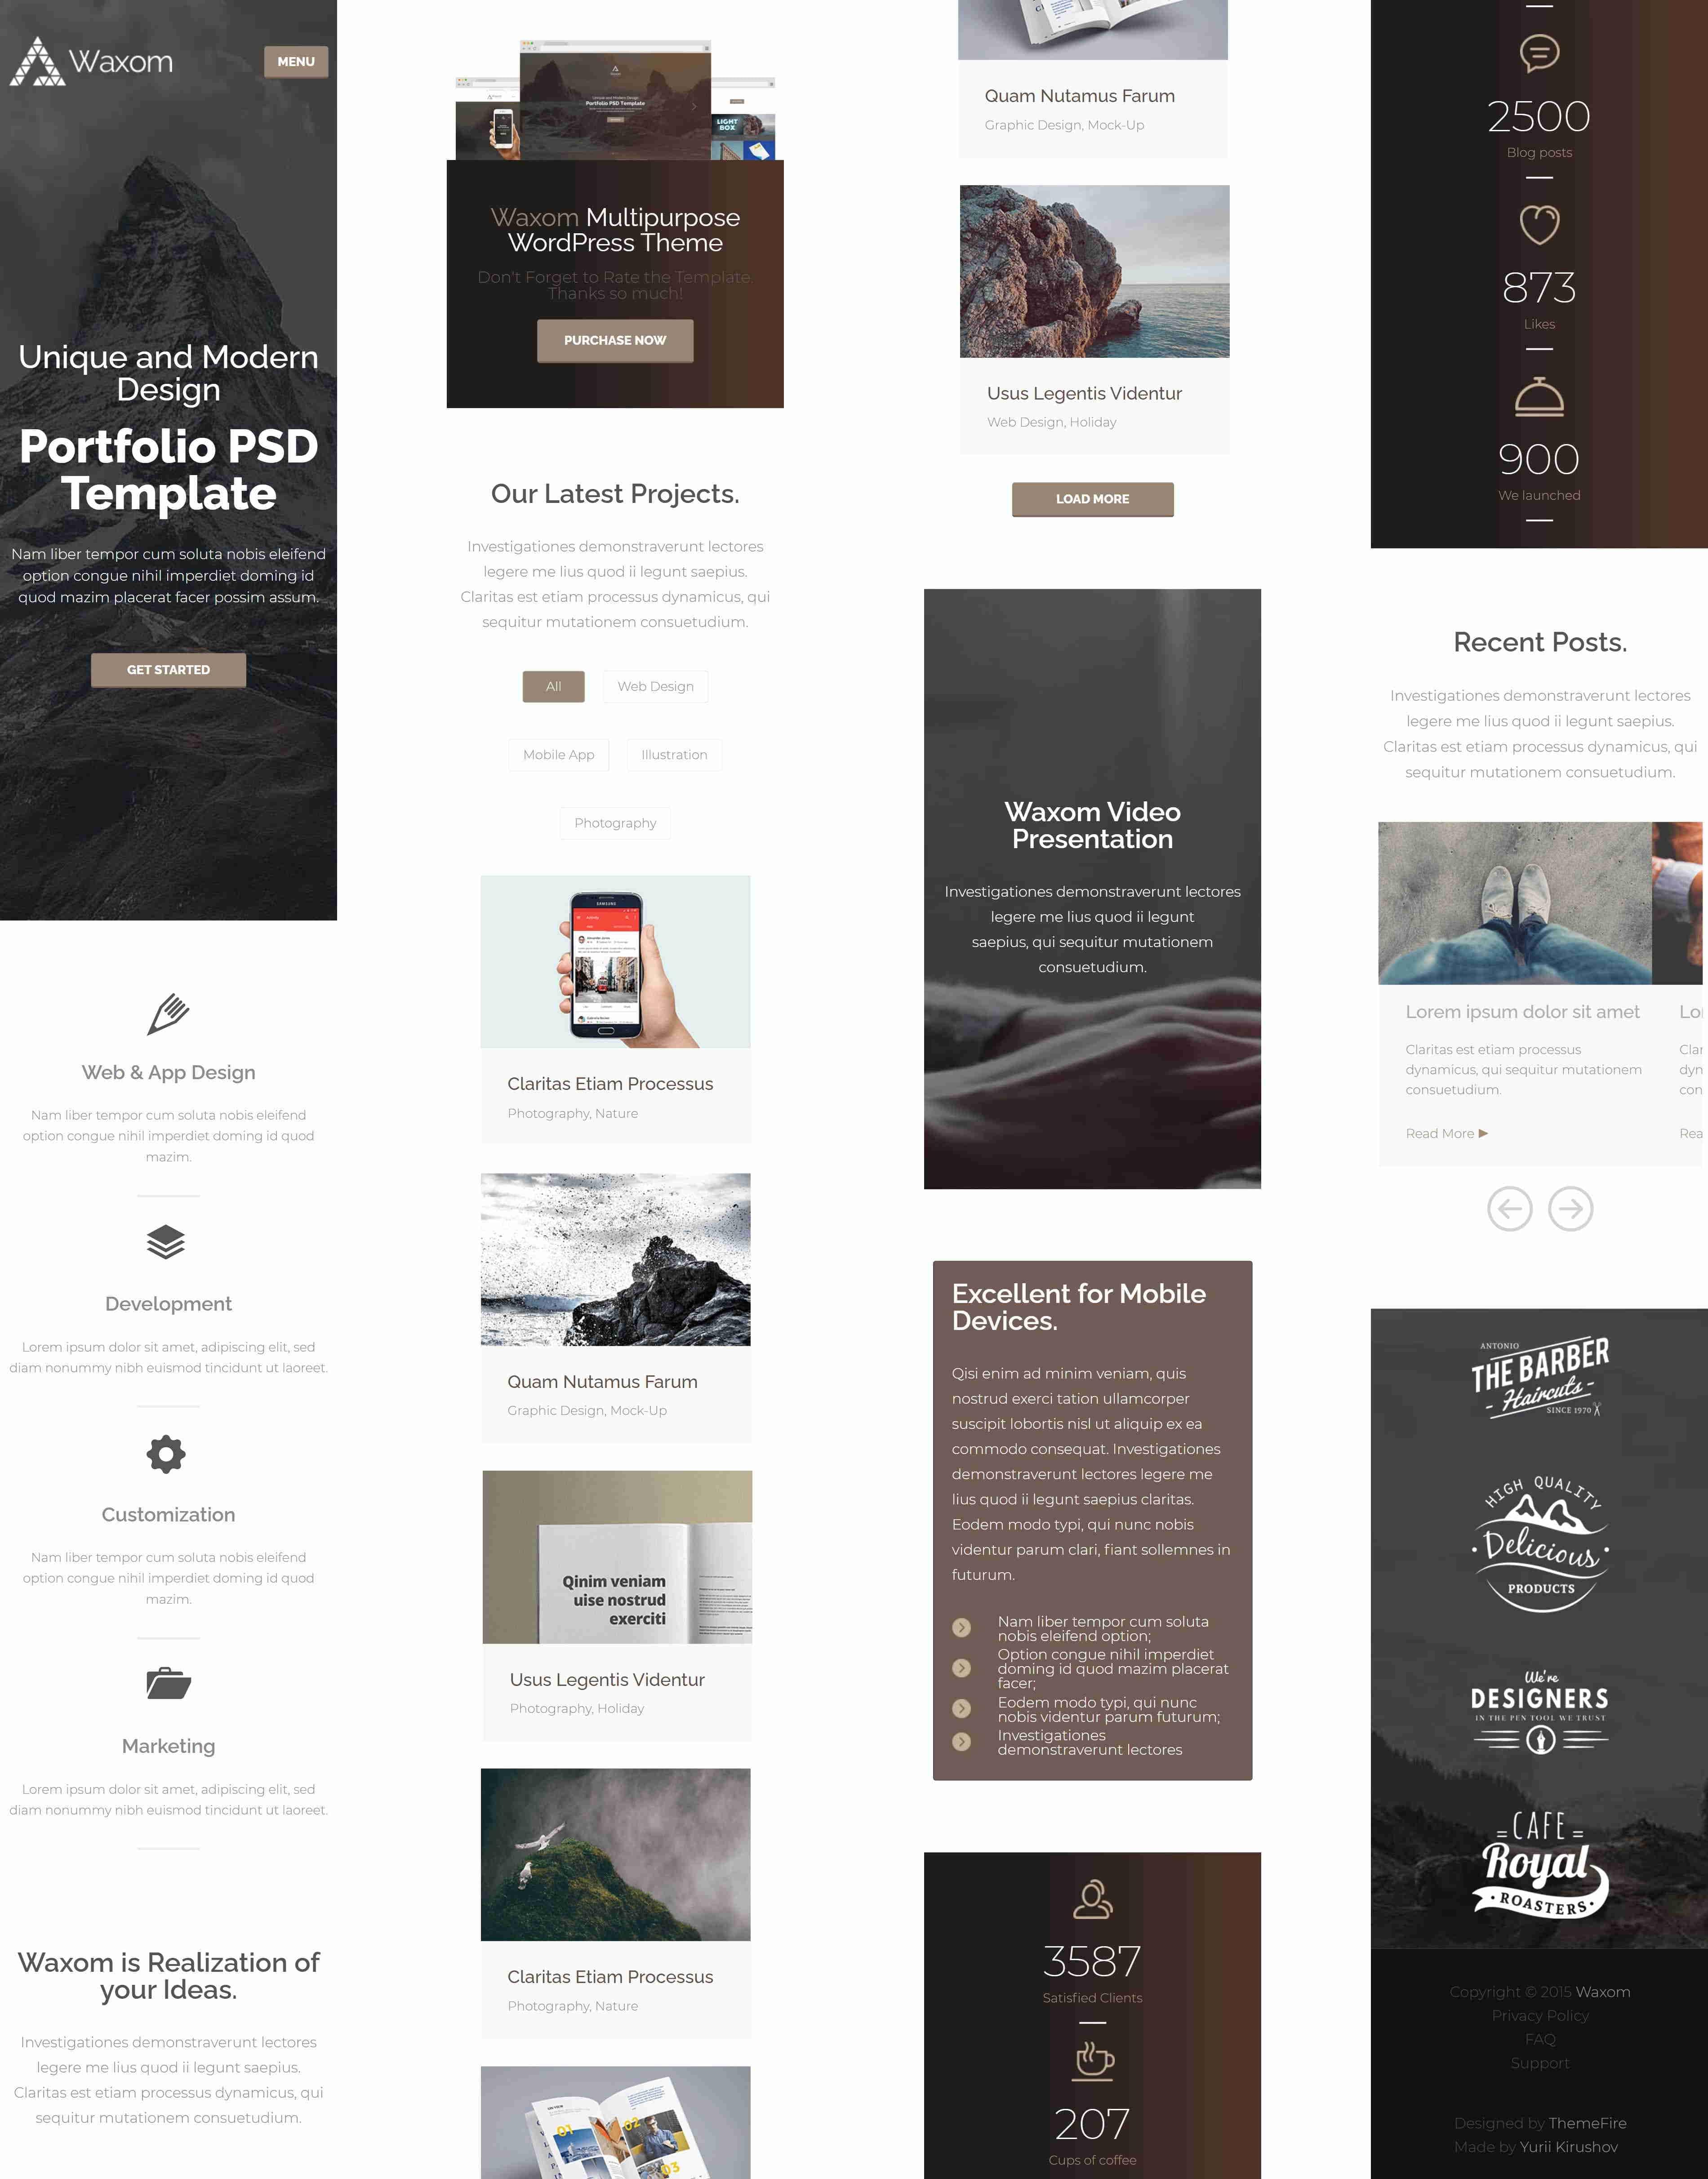 Waxom
MENU
Unique and Modern
Design
Portfolio PSD
Template
Nam liber tempor cum soluta nobis eleifend
option congue nihil imperdiet doming id
quod mazim placerat facer possim assum.
GET STARTED
Web & App Design
Nam liber tempor cum soluta nobis eleifend
option congue nihil imperdiet doming id quod
mazim.
Development
Lorem ipsum dolor sit amet, adipiscing elit, sed
diam nonummy nibh euismod tincidunt ut laoreet.
Customization
Nam liber tempor cum soluta nobis eleifend
option congue nihil imperdiet doming id quod
mazim.
Marketing
Lorem ipsum dolor sit amet, adipiscing elit, sed
diam nonummy nibh euismod tincidunt ut laoreet.
Waxom is Realization of
your Ideas.
Investigationes demonstraverunt lectores
legere me lius quod ii legunt saepius.
Claritas est etiam processus dynamicus, qui
sequitur mutationem consuetudium.
Waxom
Unique and Modern Design
Portfolio PSD Template
LIGHT
BOX
Waxom Multipurpose
WordPress Theme
Don't Forget to Rate the Template.
Thanks so much!
PURCHASE NOW
Our Latest Projects.
Investigationes demonstraverunt lectores
legere me lius quod ii legunt saepius.
Claritas est etiam processus dynamicus, qui
sequitur mutationem consuetudium.
All
Web Design
Mobile App
Illustration
Photography
SAMSUNG
Claritas Etiam Processus
Photography, Nature
Quam Nutamus Farum
Graphic Design, Mock-Up
Qinim veniam
uise nostrud
exerciti
Usus Legentis Videntur
Photography, Holiday
Claritas Etiam Processus
Photography, Nature
01
02
03
Quam Nutamus Farum
Graphic Design, Mock-Up
Usus Legentis Videntur
Web Design, Holiday
LOAD MORE
Waxom Video
Presentation
Investigationes demonstraverunt lectores
legere me lius quod ii legunt
saepius, qui sequitur mutationem
consuetudium.
Excellent for Mobile
Devices.
Qisi enim ad minim veniam, quis
nostrud exerci tation ullamcorper
suscipit lobortis nisl ut aliquip ex ea
commodo consequat. Investigationes
demonstraverunt lectores legere me
lius quod ii legunt saepius claritas.
Eodem modo typi, qui nunc nobis
videntur parum clari, fiant sollemnes in
futurum.
Nam liber tempor cum soluta
nobis eleifend option;
Option congue nihil imperdiet
doming id quod mazim placerat
facer;
Eodem modo typi, qui nunc
nobis videntur parum futurum;
Investigationes
demonstraverunt lectores
3587
Satisfied Clients
207
Cups of coffee
2500
Blog posts
873
Likes
900
We launched
Recent Posts.
Investigationes demonstraverunt lectores
legere me lius quod ii legunt saepius.
Claritas est etiam processus dynamicus, qui
sequitur mutationem consuetudium.
Lorem ipsum dolor sit amet
Claritas est etiam processus
dynamicus, qui sequitur mutationem
consuetudium.
Read More
Lo
Clar
dyn
con
Rea
ANTONIO
THE BARBER
- Haircuts -
SINCE 1970
HIGH QUALITY
Delicious
PRODUCTS
We're
DESIGNERS
IN THE PEN TOOL WE TRUST
CAFE
Royal
ROASTERS
Copyright © 2015 Waxom
Privacy Policy
FAQ
Support
Designed by ThemeFire
Made by Yurii Kirushov